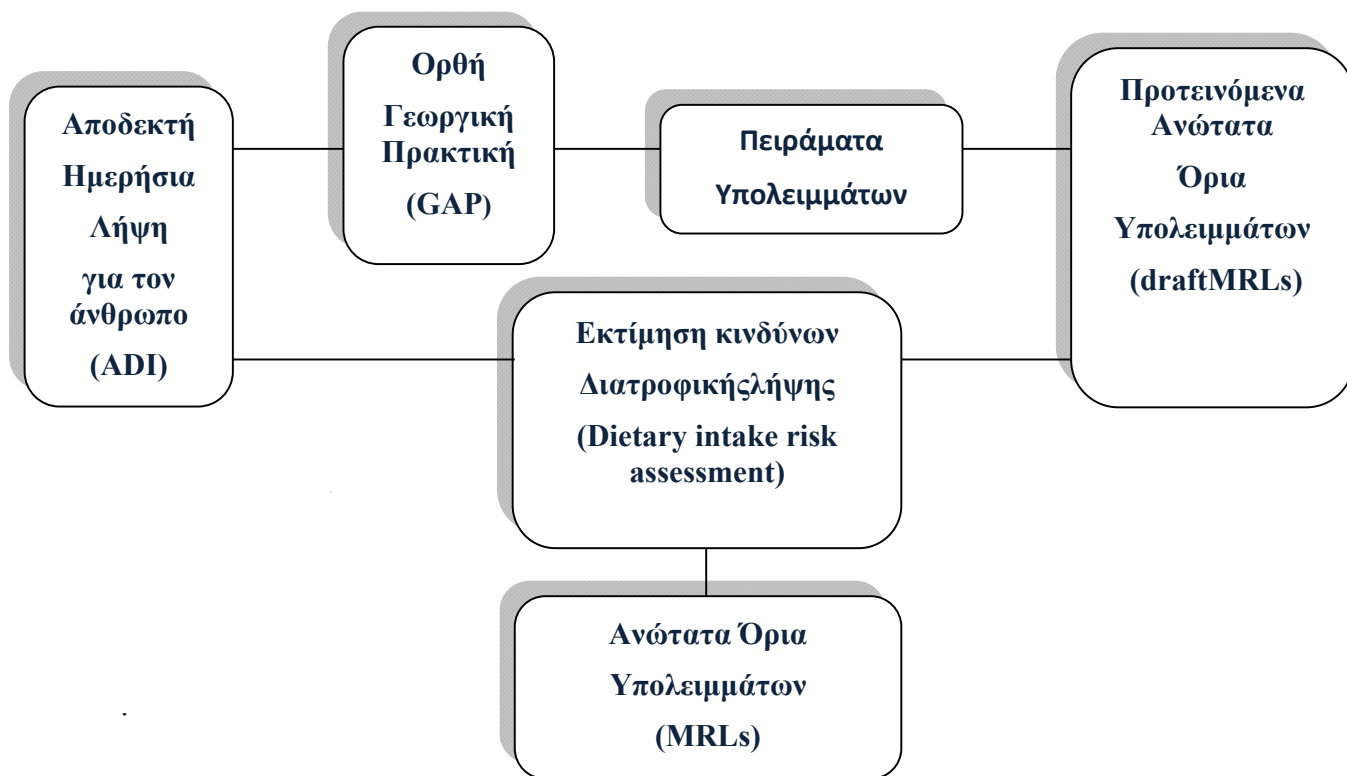 Αποδεκτή
Ημερήσια
Λήψη
για τον
άνθρωπο
(ADI)
Ορθή
Γεωργική
Πρακτική
(GAP)
Πειράματα
Υπολειμμάτων
Προτεινόμενα
Ανώτατα
Όρια
Υπολειμμάτων
(draftMRLs)
Εκτίμηση κινδύνων
Διατροφικήςλήψης
(Dietary intake risk
assessment)
Ανώτατα Όρια
Υπολειμμάτων
(MRLs)